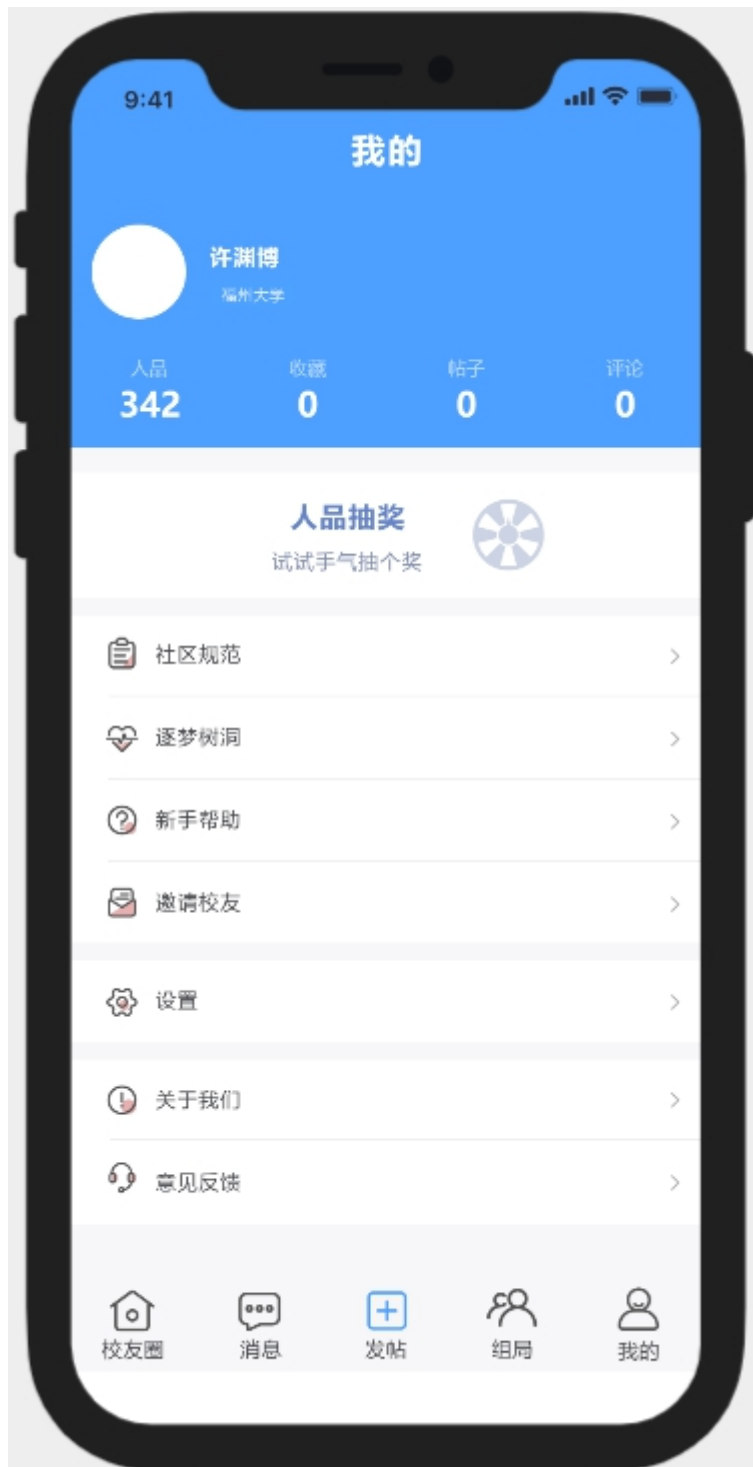 9:41
我的
许渊博
福州大学
人品 收藏 帖子 评论
342 0 0 0
人品抽奖
试试手气抽个奖
社区规范
逐梦树洞
新手帮助
邀请校友
设置
关于我们
意见反馈
校友圈 消息 发帖 组局 我的